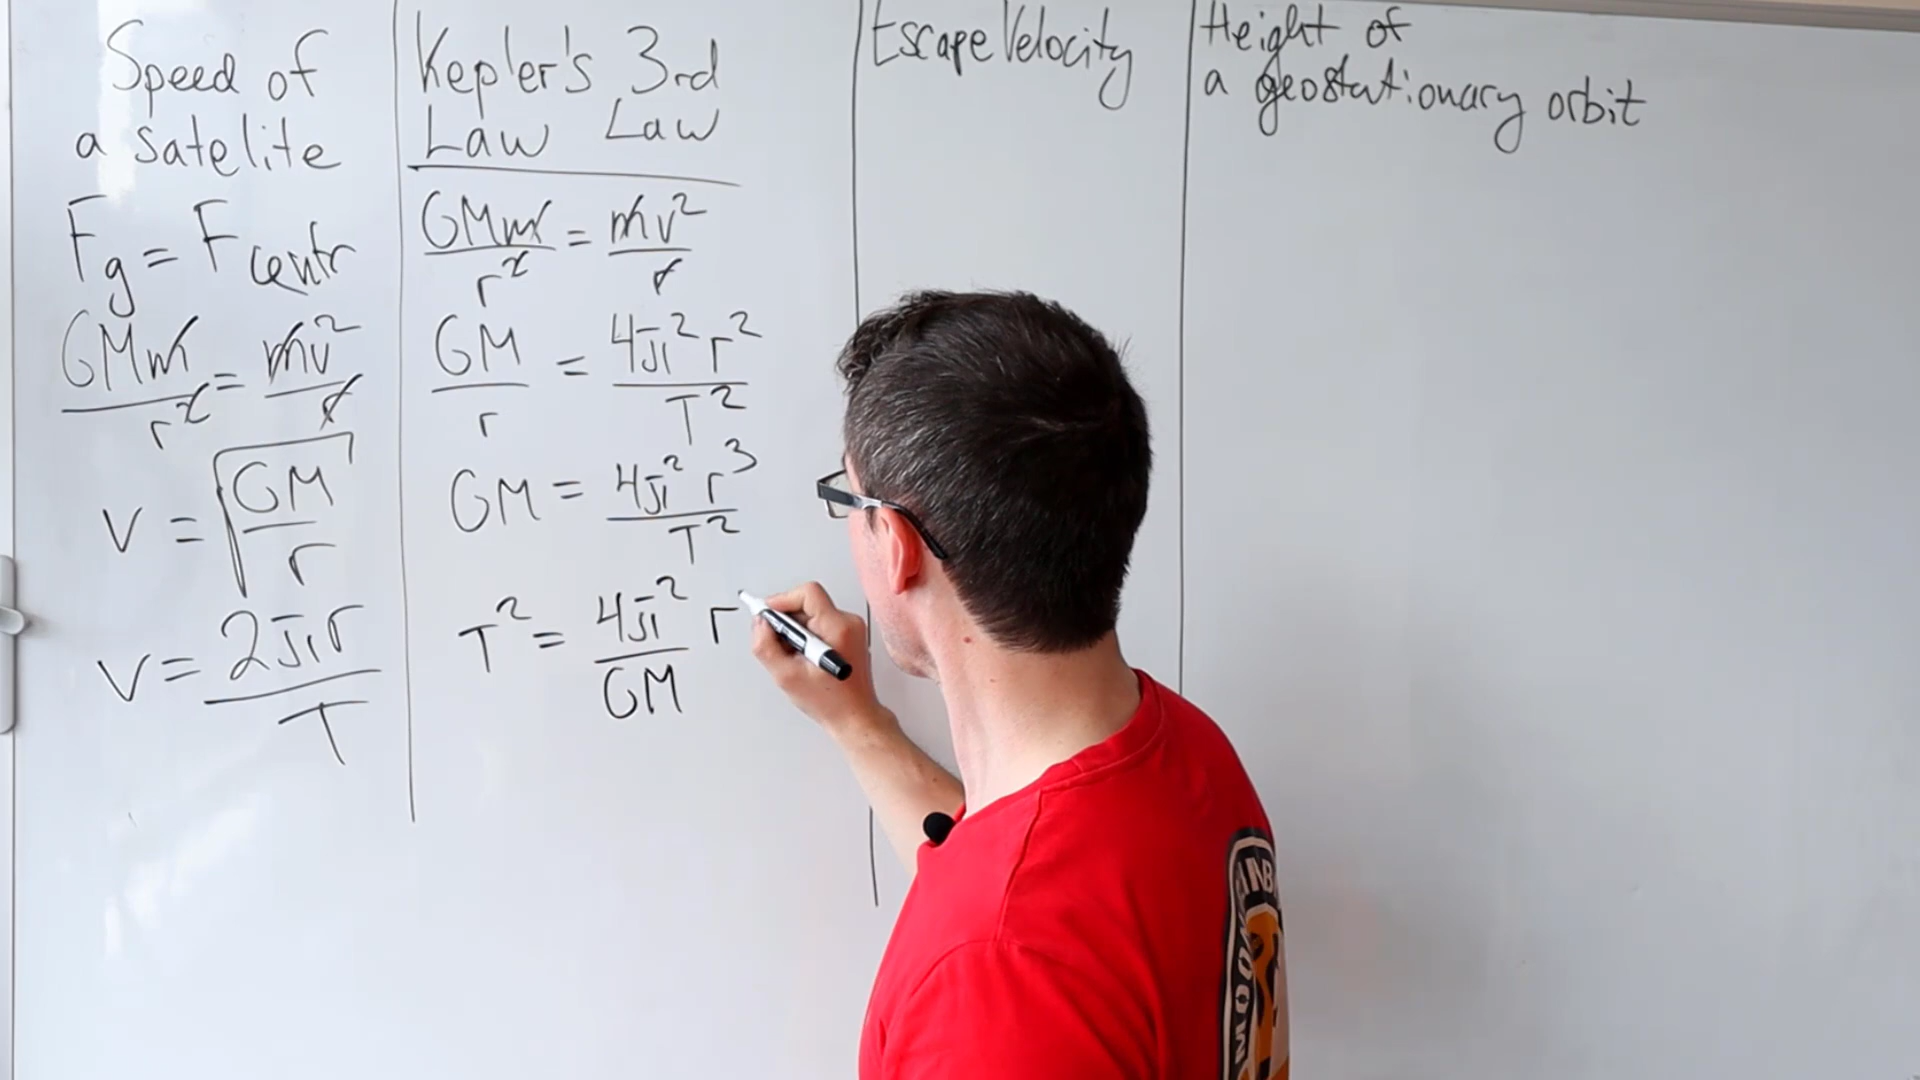 Speed of
a satelite
Fg = Fcentr
GMm/r² = mv²/r
v = √(GM/r)
v = 2πr/T
Kepler's 3rd
Law Law
GMm/r² = mv²/r
GM/r = 4π²r²/T²
GM = 4π²r³/T²
T² = 4π²/GM r
Escape Velocity
Height of
a geostationary orbit